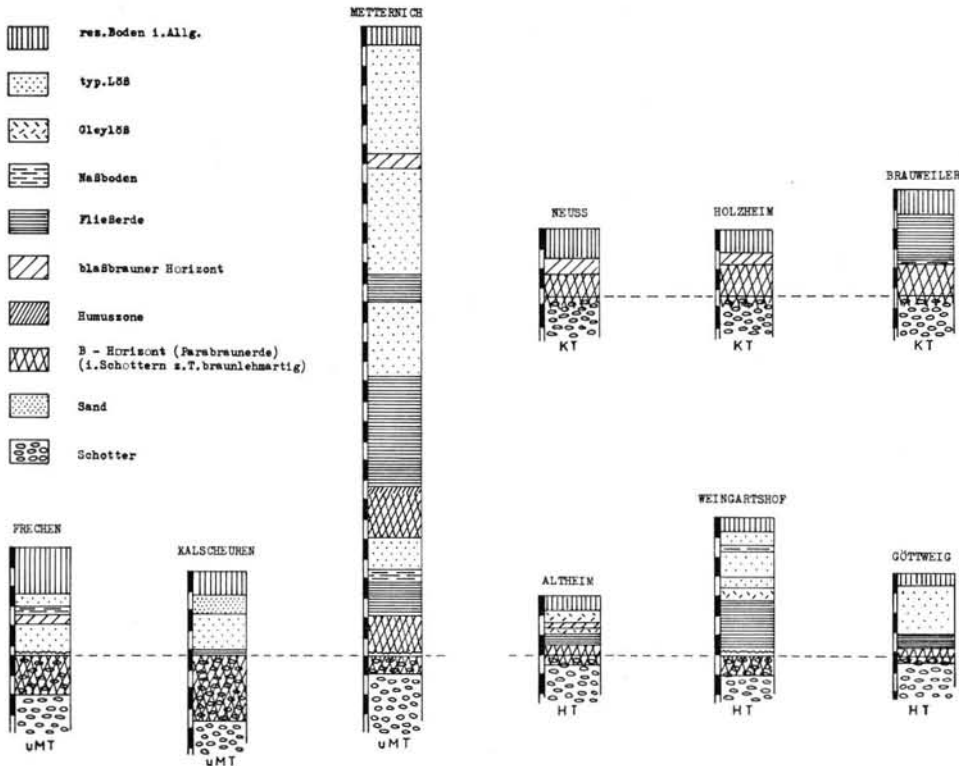 METTERNICH
rez.Boden i.Allg.
typ.Löß
Gleylöß
Naßboden
Fließerde
blaßbrauner Horizont
Humuszone
B - Horizont (Parabraunerde)
(i.Schottern z.T.braunlehmartig)
Sand
Schotter
NEUSS
HOLZHEIM
BRAUWEILER
KT
KT
KT
FRECHEN
KALSCHEUREN
ALTHEIM
WEINGARTSHOF
GÖTTWEIG
uMT
uMT
uMT
HT
HT
HT